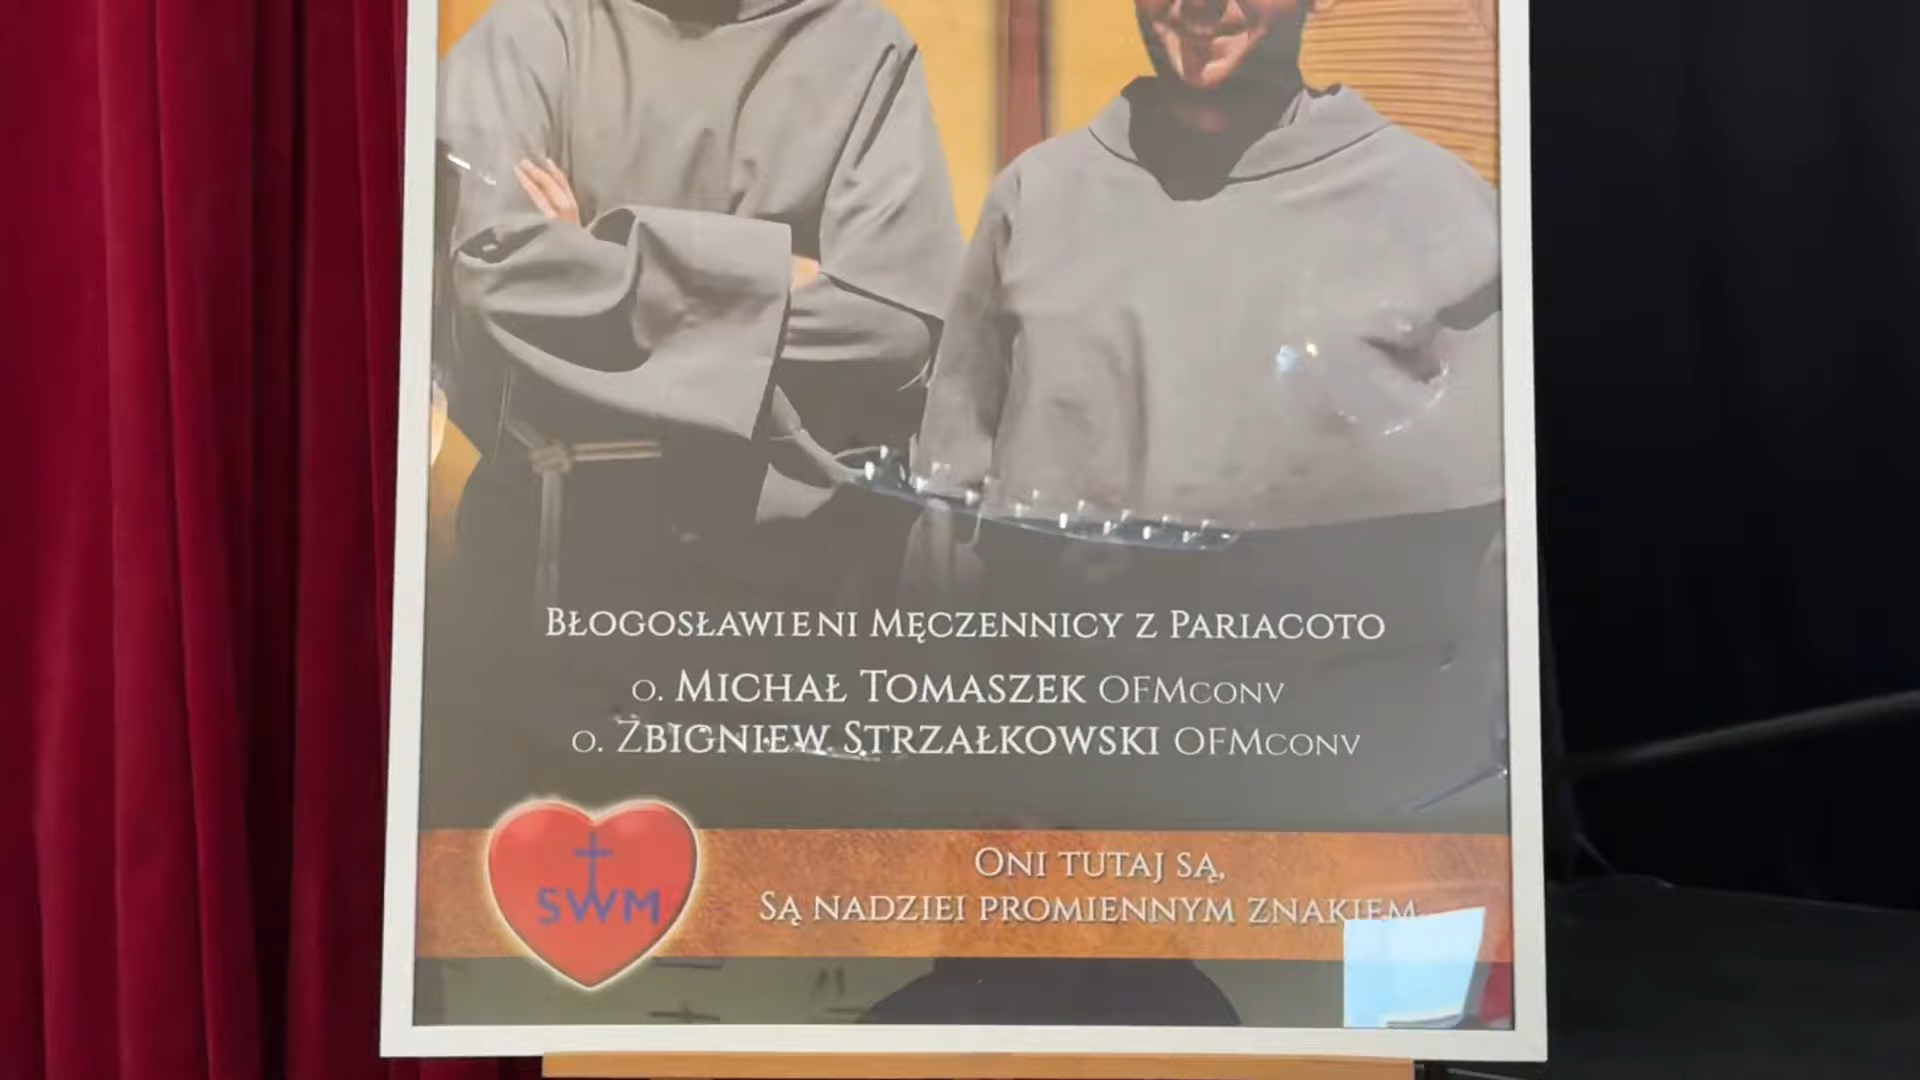 BŁOGOSŁAWIENI MĘCZENNICY Z PARIACOTO
O. MICHAŁ TOMASZEK OFMCONV
O. ZBIGNIEW STRZAŁKOWSKI OFMCONV
SWM
ONI TUTAJ SĄ,
SĄ NADZIEI PROMIENNYM ZNAKIEM